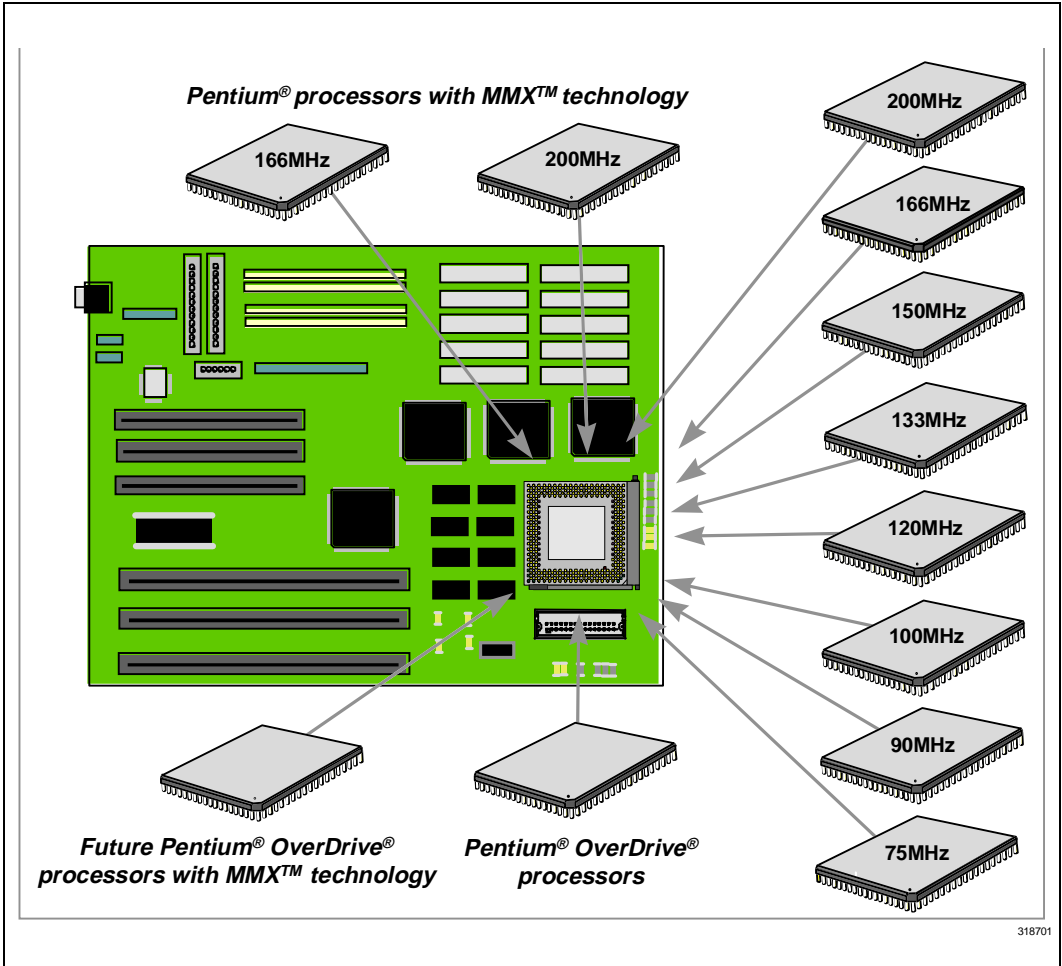 Pentium® processors with MMX™ technology
166MHz
200MHz
200MHz
166MHz
150MHz
133MHz
120MHz
100MHz
90MHz
75MHz
Future Pentium® OverDrive®
processors with MMX™ technology
Pentium® OverDrive®
processors
318701